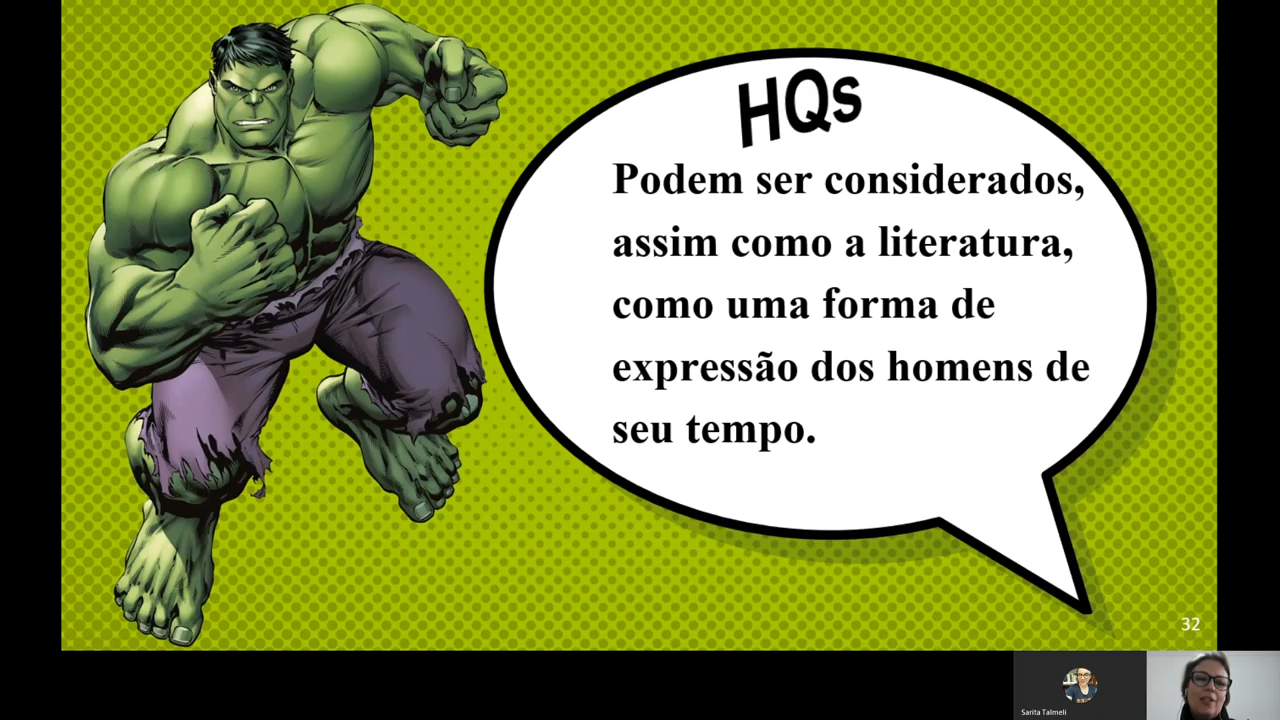 HQs
Podem ser considerados,
assim como a literatura,
como uma forma de
expressão dos homens de
seu tempo.
32
Sarita Talmeli